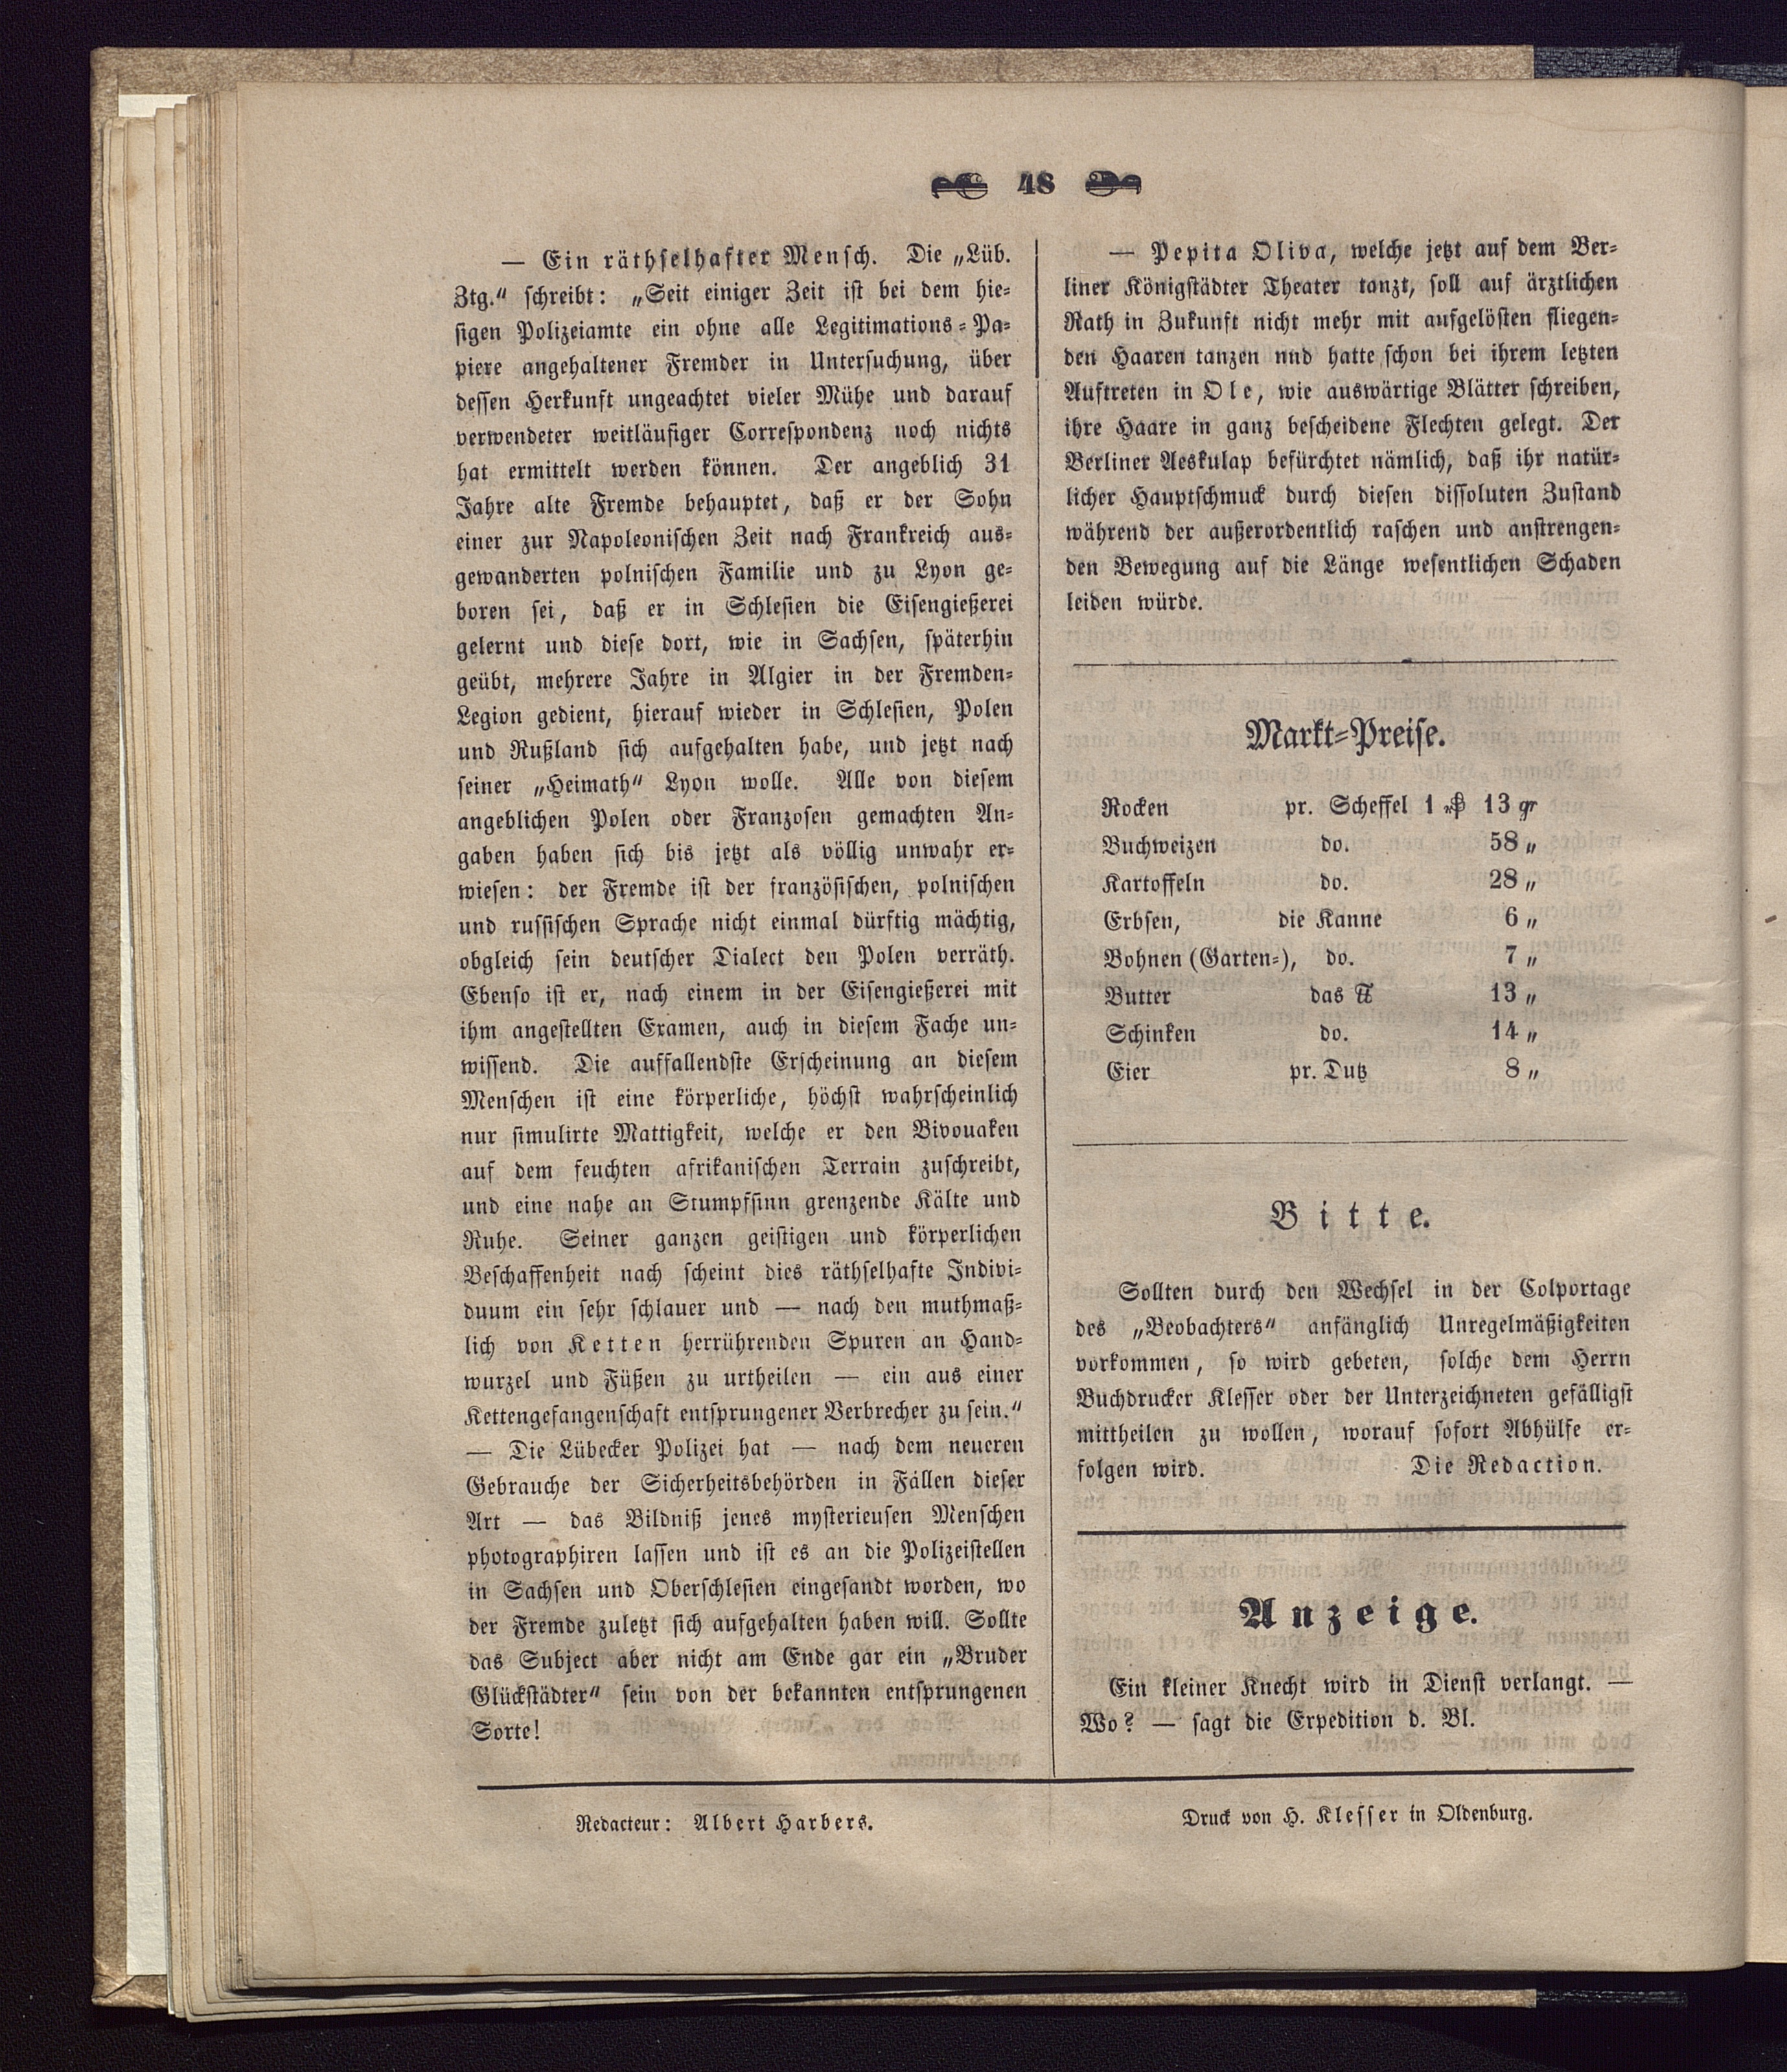 48
— Ein räthselhafter Mensch. Die „Lüb.
Ztg.“ schreibt: „Seit einiger Zeit ist bei dem hie-
sigen Polizeiamte ein ohne alle Legitimations-Pa-
piere angehaltener Fremder in Untersuchung, über
dessen Herkunft ungeachtet vieler Mühe und darauf
verwendeter weitläufiger Correspondenz noch nichts
hat ermittelt werden können. Der angeblich 31
Jahre alte Fremde behauptet, daß er der Sohn
einer zur Napoleonischen Zeit nach Frankreich aus-
gewanderten polnischen Familie und zu Lyon ge-
boren sei, daß er in Schlesien die Eisengießerei
gelernt und diese dort, wie in Sachsen, späterhin
geübt, mehrere Jahre in Algier in der Fremden-
Legion gedient, hierauf wieder in Schlesien, Polen
und Rußland sich aufgehalten habe, und jetzt nach
seiner „Heimath“ Lyon wolle. Alle von diesem
angeblichen Polen oder Franzosen gemachten An-
gaben haben sich bis jetzt als völlig unwahr er-
wiesen: der Fremde ist der französischen, polnischen
und russischen Sprache nicht einmal dürftig mächtig,
obgleich sein deutscher Dialect den Polen verräth.
Ebenso ist er, nach einem in der Eisengießerei mit
ihm angestellten Examen, auch in diesem Fache un-
wissend. Die auffallendste Erscheinung an diesem
Menschen ist eine körperliche, höchst wahrscheinlich
nur simulirte Mattigkeit, welche er den Bivouaken
auf dem feuchten afrikanischen Terrain zuschreibt,
und eine nahe an Stumpfsinn grenzende Kälte und
Ruhe. Seiner ganzen geistigen und körperlichen
Beschaffenheit nach scheint dies räthselhafte Indivi-
duum ein sehr schlauer und — nach den muthmaß-
lich von Ketten herrührenden Spuren an Hand-
wurzel und Füßen zu urtheilen — ein aus einer
Kettengefangenschaft entsprungener Verbrecher zu sein.“
— Die Lübecker Polizei hat — nach dem neueren
Gebrauche der Sicherheitsbehörden in Fällen dieser
Art — das Bildniß jenes mysterieusen Menschen
photographiren lassen und ist es an die Polizeistellen
in Sachsen und Oberschlesien eingesandt worden, wo
der Fremde zuletzt sich aufgehalten haben will. Sollte
das Subject aber nicht am Ende gar ein „Bruder
Glückstädter“ sein von der bekannten entsprungenen
Sorte!
— Pepita Oliva, welche jetzt auf dem Ber-
liner Königstädter Theater tanzt, soll auf ärztlichen
Rath in Zukunft nicht mehr mit aufgelösten fliegen-
den Haaren tanzen nnd hatte schon bei ihrem letzten
Auftreten in Ole, wie auswärtige Blätter schreiben,
ihre Haare in ganz bescheidene Flechten gelegt. Der
Berliner Aeskulap befürchtet nämlich, daß ihr natür-
licher Hauptschmuck durch diesen dissoluten Zustand
während der außerordentlich raschen und anstrengen-
den Bewegung auf die Länge wesentlichen Schaden
leiden würde.
Markt-Preise.
Rocken pr. Scheffel 1 ₰ 13 gr
Buchweizen do. 58 „
Kartoffeln do. 28 „
Erbsen, die Kanne 6 „
Bohnen (Garten-), do. 7 „
Butter das ℔ 13 „
Schinken do. 14 „
Eier pr. Dutz 8 „
Bitte.
Sollten durch den Wechsel in der Colportage
des „Beobachters“ anfänglich Unregelmäßigkeiten
vorkommen, so wird gebeten, solche dem Herrn
Buchdrucker Klesser oder der Unterzeichneten gefälligst
mittheilen zu wollen, worauf sofort Abhülfe er-
folgen wird. Die Redaction.
Anzeige.
Ein kleiner Knecht wird in Dienst verlangt. —
Wo? — sagt die Expedition d. Bl.
Redacteur: Albert Harbers.
Druck von H. Klesser in Oldenburg.